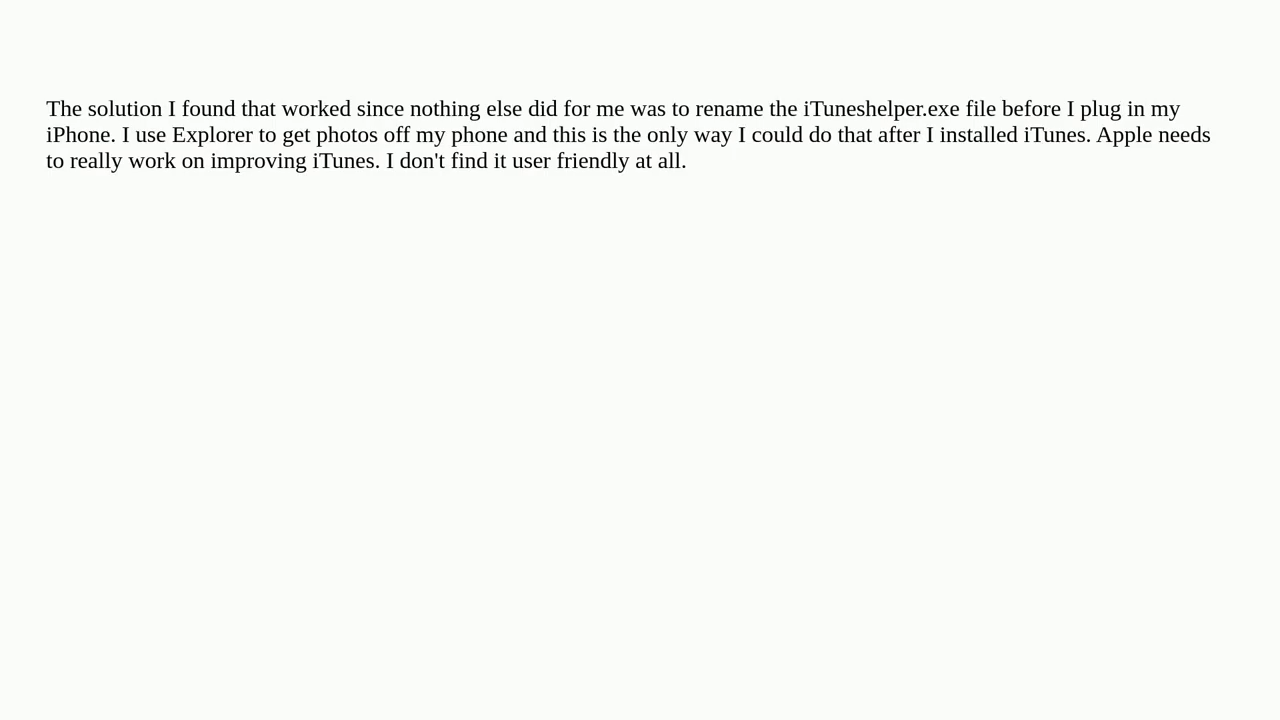 The solution I found that worked since nothing else did for me was to rename the iTuneshelper.exe file before I plug in my
iPhone. I use Explorer to get photos off my phone and this is the only way I could do that after I installed iTunes. Apple needs
to really work on improving iTunes. I don't find it user friendly at all.